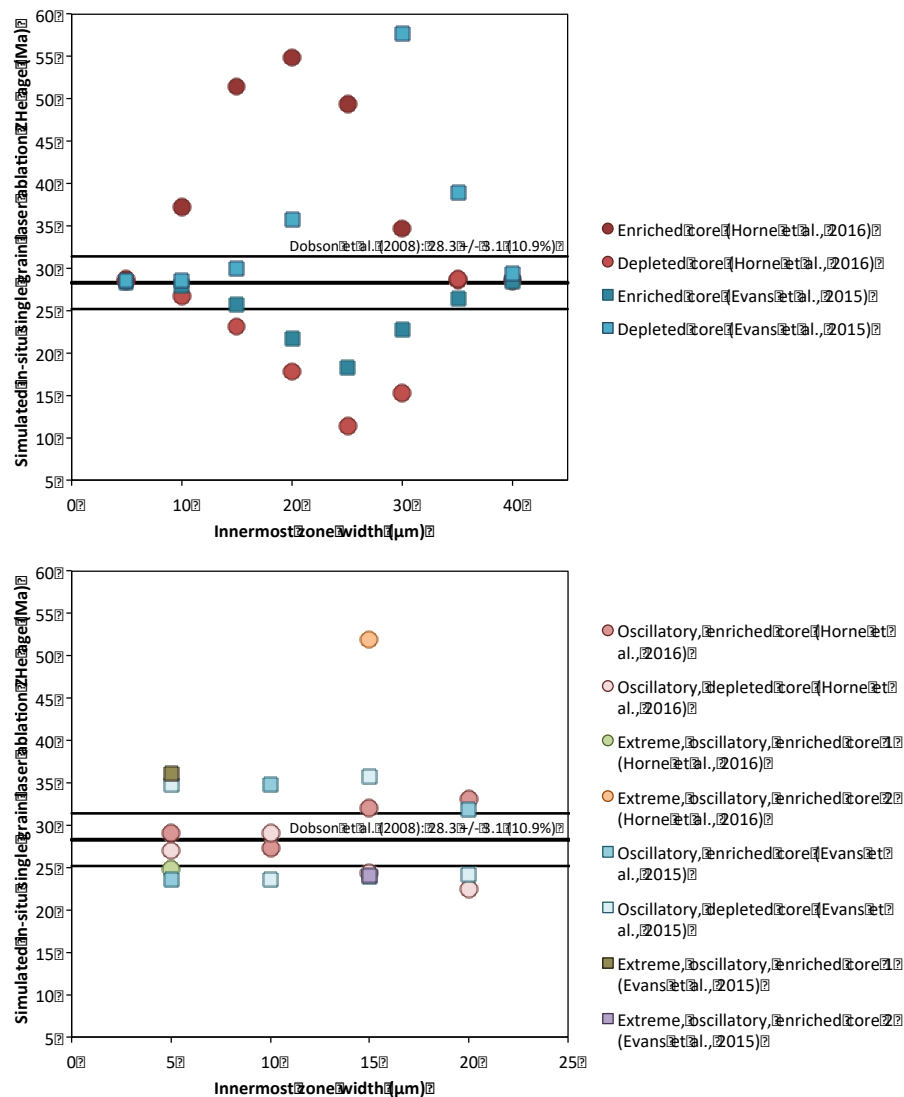 60
55
50
45
40
35
30
25
20
15
10
5
Simulated in-situ single grain laser ablation ZHe age (Ma)
Dobson et al. (2008): 28.3 +/- 3.1 (10.9%)
0 10 20 30 40
Innermost zone width (µm)
Enriched core (Horne et al., 2016)
Depleted core (Horne et al., 2016)
Enriched core (Evans et al., 2015)
Depleted core (Evans et al., 2015)
60
55
50
45
40
35
30
25
20
15
10
5
Simulated in-situ single grain laser ablation ZHe age (Ma)
Dobson et al. (2008): 28.3 +/- 3.1 (10.9%)
0 5 10 15 20 25
Innermost zone width (µm)
Oscillatory, enriched core (Horne et
al., 2016)
Oscillatory, depleted core (Horne et
al., 2016)
Extreme, oscillatory, enriched core 1
(Horne et al., 2016)
Extreme, oscillatory, enriched core 2
(Horne et al., 2016)
Oscillatory, enriched core (Evans et
al., 2015)
Oscillatory, depleted core (Evans et
al., 2015)
Extreme, oscillatory, enriched core 1
(Evans et al., 2015)
Extreme, oscillatory, enriched core 2
(Evans et al., 2015)